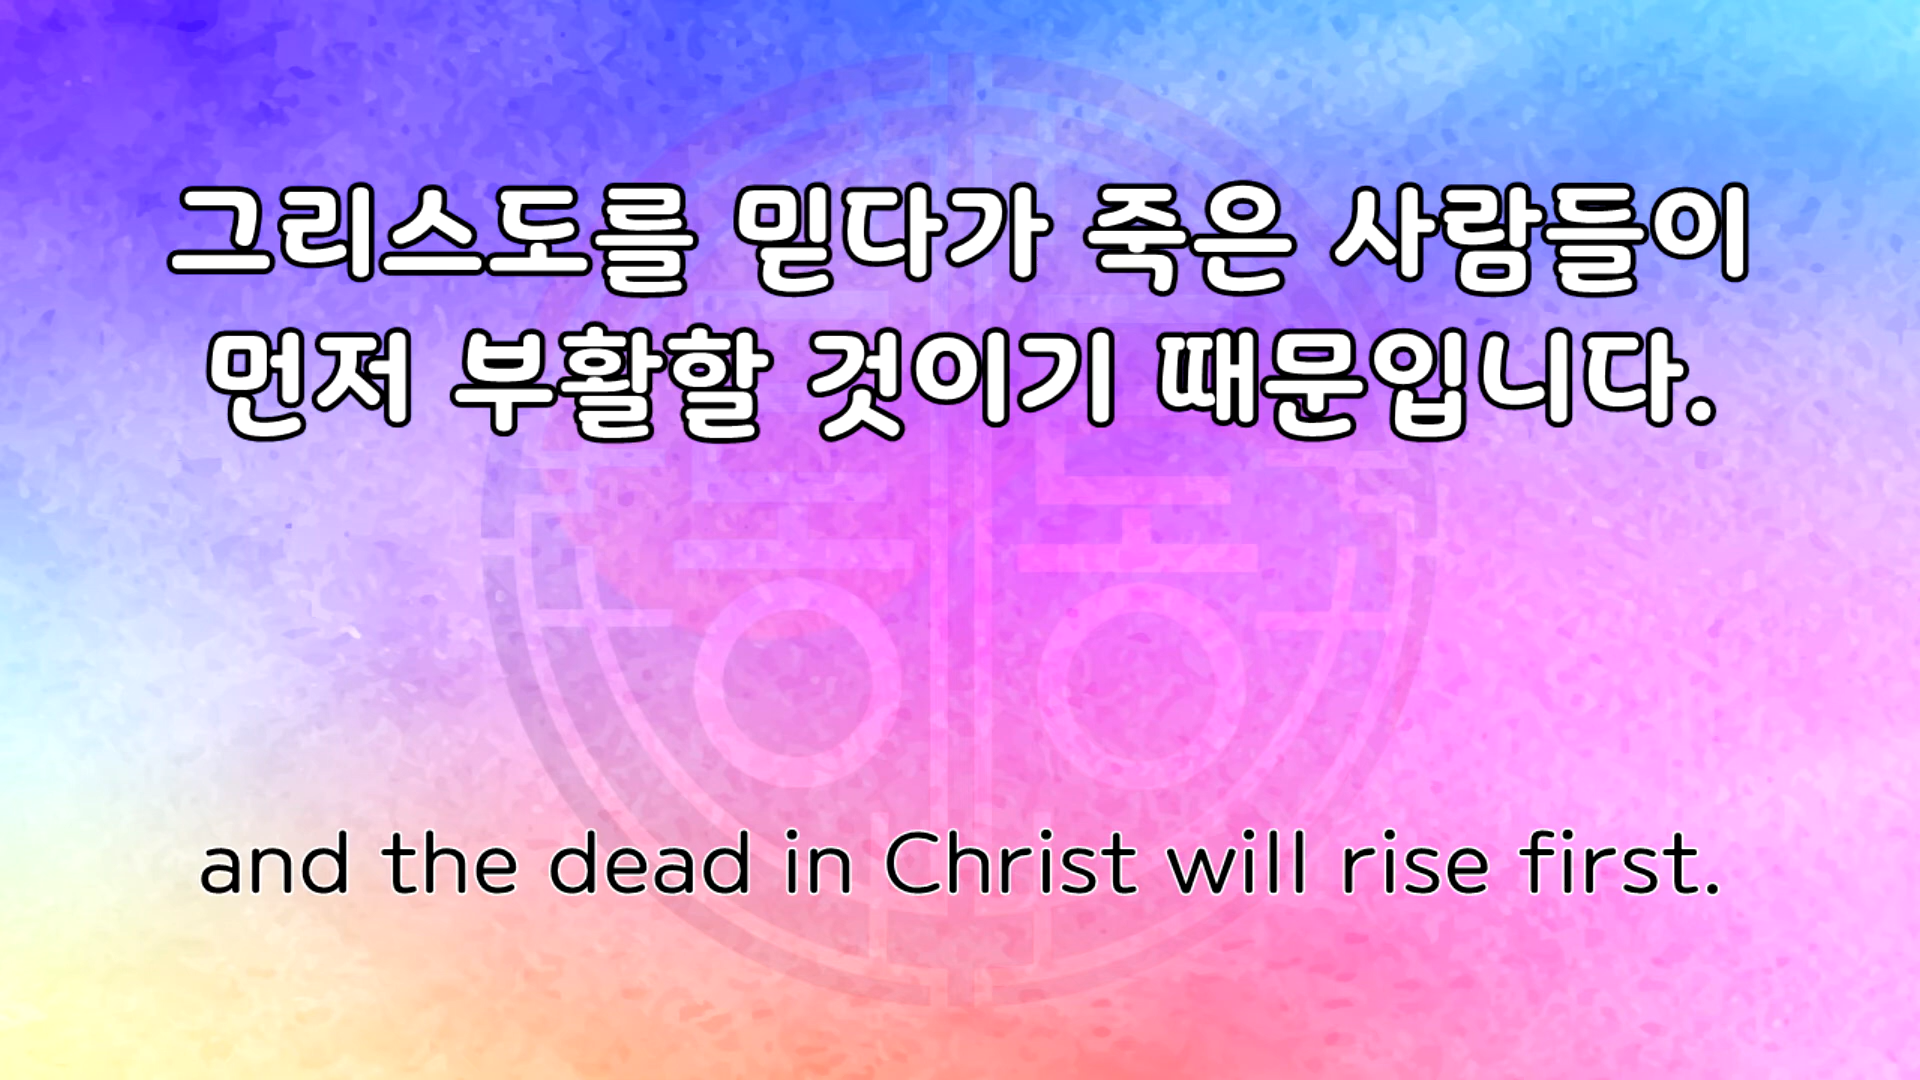 그리스도를 믿다가 죽은 사람들이
먼저 부활할 것이기 때문입니다.
and the dead in Christ will rise first.